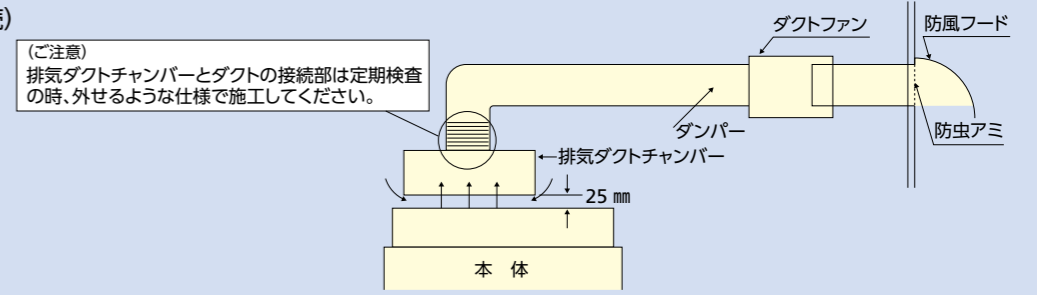 続)
(ご注意)
排気ダクトチャンバーとダクトの接続部は定期検査
の時、外せるような仕様で施工してください。
ダクトファン
防風フード
ダンパー
防虫アミ
排気ダクトチャンバー
25 ㎜
本 体